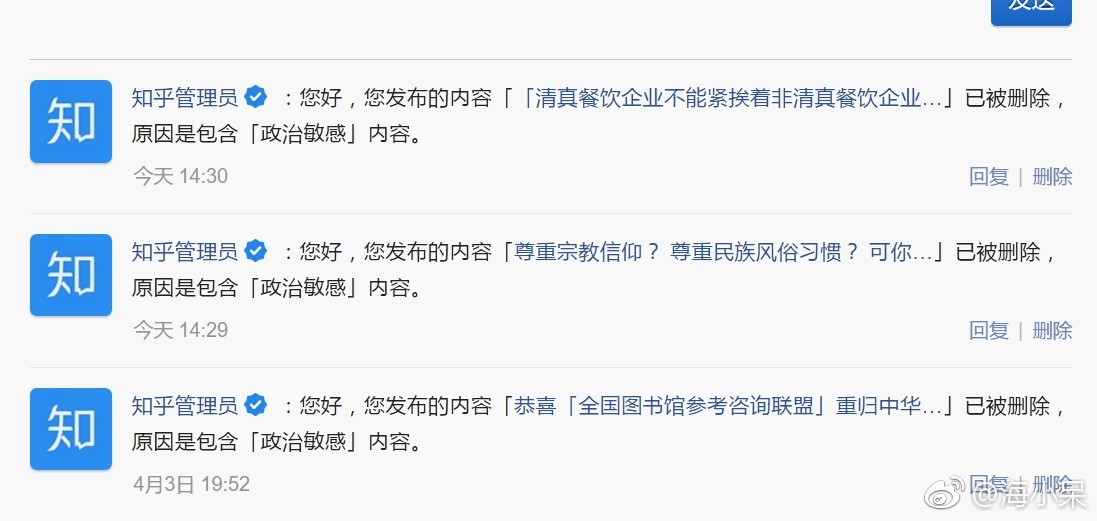 发送
知
知乎管理员 ：您好，您发布的内容「「清真餐饮企业不能紧挨着非清真餐饮企业…」已被删除，
原因是包含「政治敏感」内容。
今天 14:30
回复 | 删除
知
知乎管理员 ：您好，您发布的内容「尊重宗教信仰？ 尊重民族风俗习惯？ 可你…」已被删除，
原因是包含「政治敏感」内容。
今天 14:29
回复 | 删除
知
知乎管理员 ：您好，您发布的内容「恭喜「全国图书馆参考咨询联盟」重归中华…」已被删除，
原因是包含「政治敏感」内容。
4月3日 19:52
回复 | 删除
@海小呆